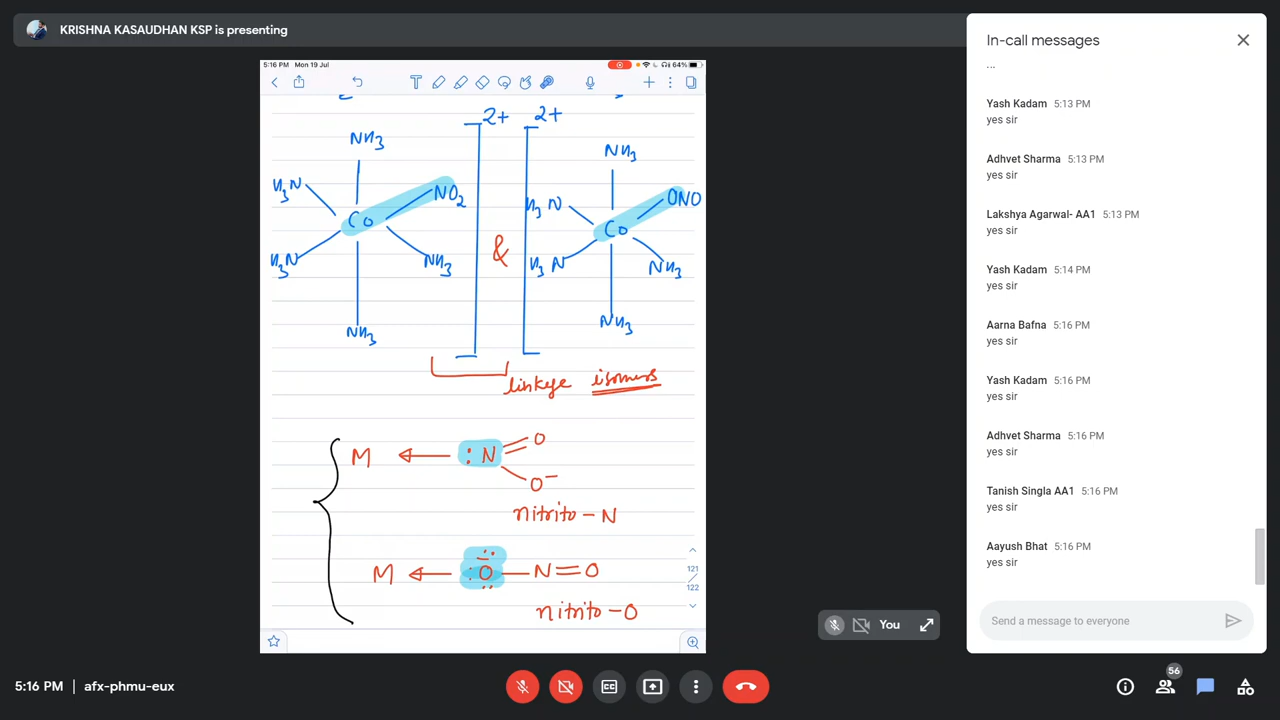 KRISHNA KASAUDHAN KSP is presenting
5:16 PM Mon 19 Jul
64%
T
2+ 2+
NH3 NH3
H3N NO2 H3N ONO
Co Co
&
H3N NH3 H3N NH3
NH3 NH3
linkege isomers
M :N O
O−
nitrito-N
M O N O
nitrito-O
121
122
In-call messages
...
Yash Kadam 5:13 PM
yes sir
Adhvet Sharma 5:13 PM
yes sir
Lakshya Agarwal- AA1 5:13 PM
yes sir
Yash Kadam 5:14 PM
yes sir
Aarna Bafna 5:16 PM
yes sir
Yash Kadam 5:16 PM
yes sir
Adhvet Sharma 5:16 PM
yes sir
Tanish Singla AA1 5:16 PM
yes sir
Aayush Bhat 5:16 PM
yes sir
Send a message to everyone
You
5:16 PM | afx-phmu-eux
CC
56